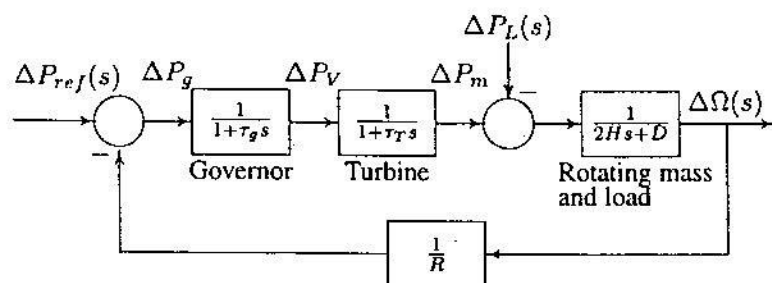 ΔP_L(s)
ΔP_ref(s) ΔP_g ΔP_V ΔP_m ΔΩ(s)
−
1/(1+τ_g s) 1/(1+τ_T s) 1/(2Hs+D)
−
Governor Turbine Rotating mass
and load
1/R